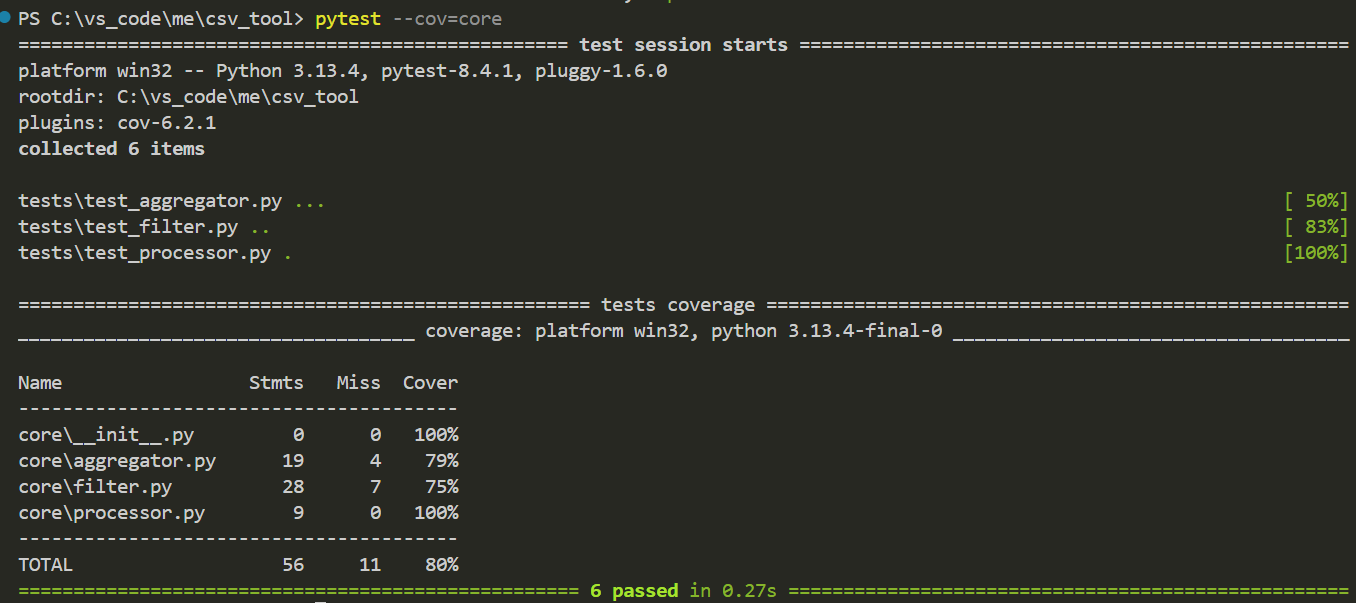 PS C:\vs_code\me\csv_tool> pytest --cov=core
================================================== test session starts ==================================================
platform win32 -- Python 3.13.4, pytest-8.4.1, pluggy-1.6.0
rootdir: C:\vs_code\me\csv_tool
plugins: cov-6.2.1
collected 6 items
tests\test_aggregator.py ... [ 50%]
tests\test_filter.py .. [ 83%]
tests\test_processor.py . [100%]
==================================================== tests coverage =====================================================
____________________________________ coverage: platform win32, python 3.13.4-final-0 ____________________________________
Name                     Stmts   Miss  Cover
----------------------------------------
core\__init__.py             0      0   100%
core\aggregator.py          19      4    79%
core\filter.py              28      7    75%
core\processor.py            9      0   100%
----------------------------------------
TOTAL                       56     11    80%
=================================================== 6 passed in 0.27s ===================================================